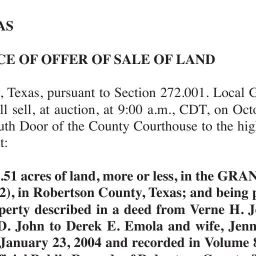 AS
CE OF OFFER OF SALE OF LAND
, Texas, pursuant to Section 272.001. Local G
ll sell, at auction, at 9:00 a.m., CDT, on Oct
uth Door of the County Courthouse to the hig
t:
.51 acres of land, more or less, in the GRAN
2), in Robertson County, Texas; and being p
perty described in a deed from Verne H. J
D. John to Derek E. Emola and wife, Jenn
January 23, 2004 and recorded in Volume 8